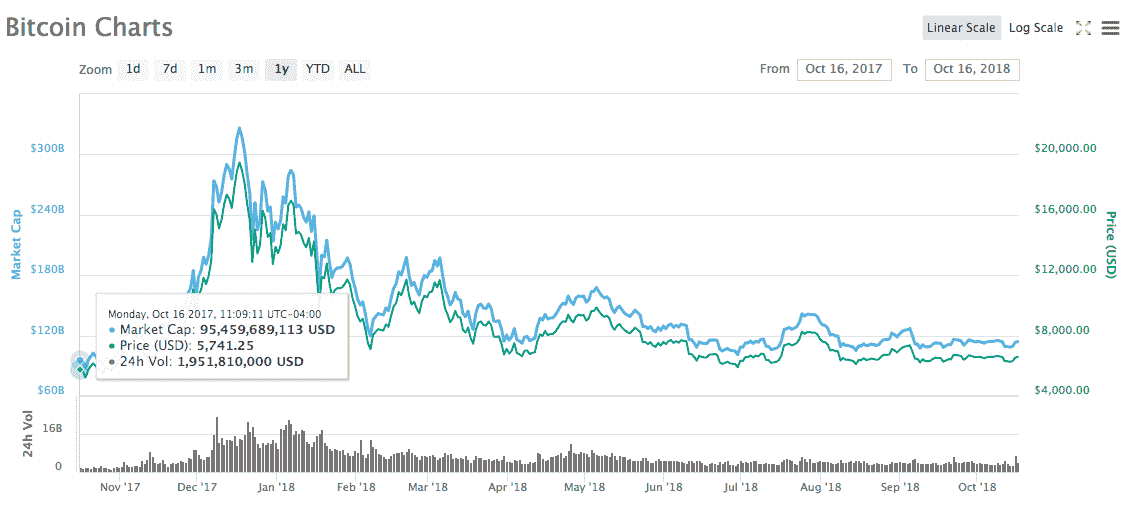 Bitcoin Charts
Linear Scale Log Scale
Zoom 1d 7d 1m 3m 1y YTD ALL From Oct 16, 2017 To Oct 16, 2018
$300B $20,000.00
$240B $16,000.00
$180B $12,000.00
$120B $8,000.00
$60B $4,000.00
Market Cap
Price (USD)
Monday, Oct 16 2017, 11:09:11 UTC-04:00
Market Cap: 95,459,689,113 USD
Price (USD): 5,741.25
24h Vol: 1,951,810,000 USD
24h Vol
16B
0
Nov '17 Dec '17 Jan '18 Feb '18 Mar '18 Apr '18 May '18 Jun '18 Jul '18 Aug '18 Sep '18 Oct '18